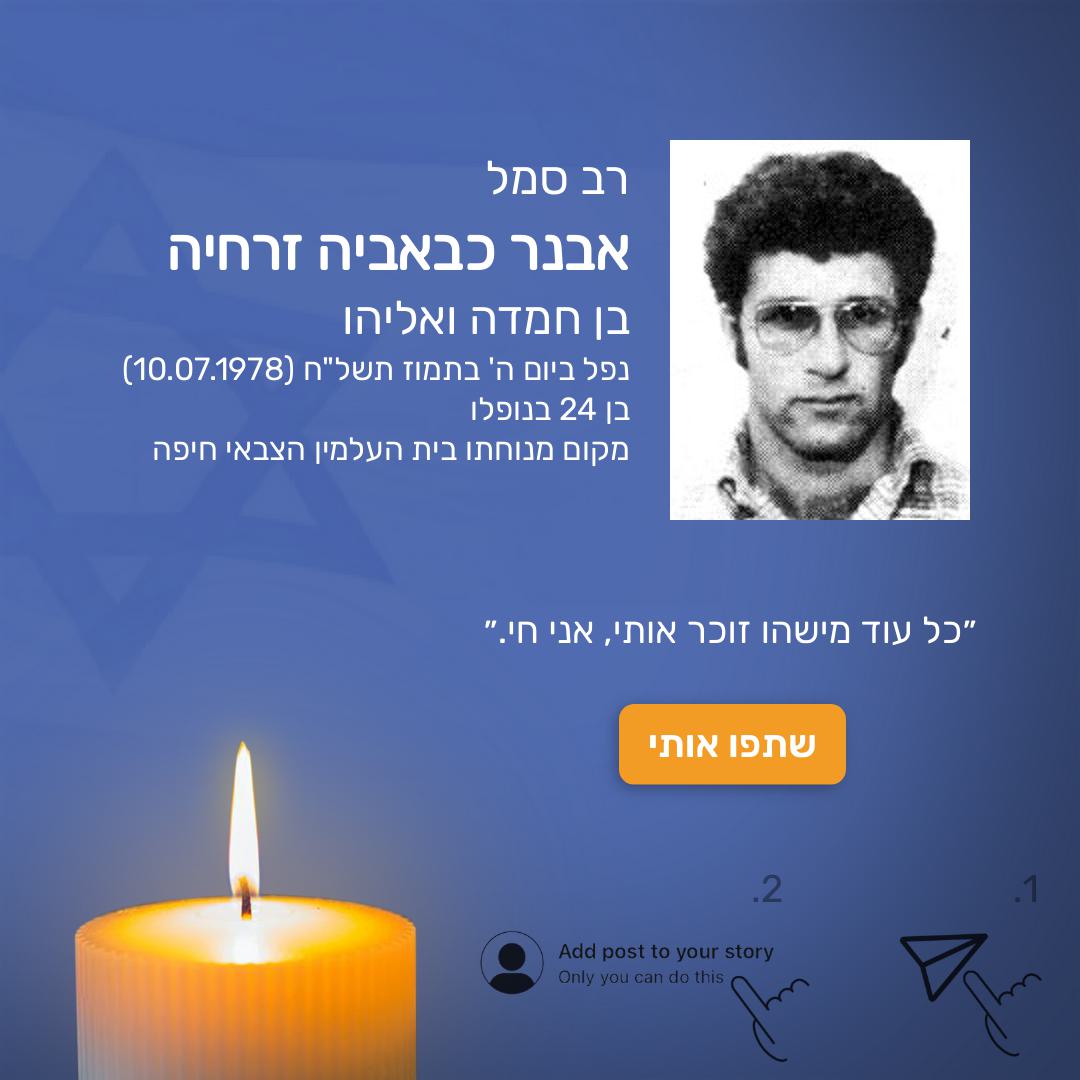 רב סמל
אבנר כבאביה זרחיה
בן חמדה ואליהו
נפל ביום ה' בתמוז תשל"ח (10.07.1978)
בן 24 בנופלו
מקום מנוחתו בית העלמין הצבאי חיפה
״כל עוד מישהו זוכר אותי, אני חי.״
שתפו אותי
1.
2.
Add post to your story
Only you can do this